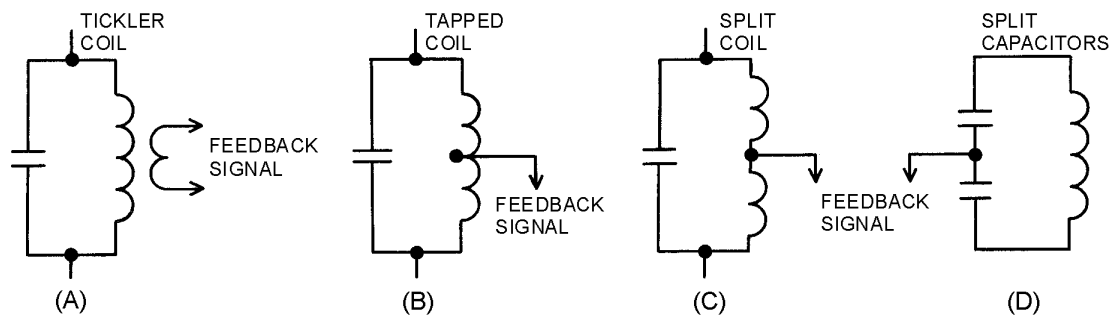 TICKLER
COIL
FEEDBACK
SIGNAL
(A)
TAPPED
COIL
FEEDBACK
SIGNAL
(B)
SPLIT
COIL
FEEDBACK
SIGNAL
(C)
SPLIT
CAPACITORS
(D)